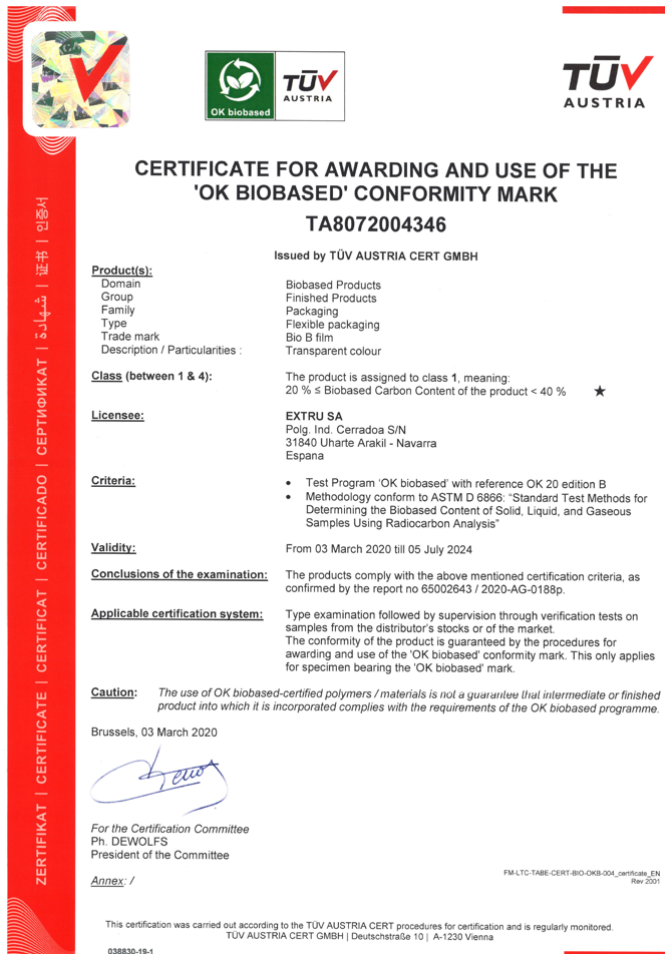 OK biobased
TÜV
AUSTRIA
TÜV
AUSTRIA
CERTIFICATE FOR AWARDING AND USE OF THE
'OK BIOBASED' CONFORMITY MARK
TA8072004346
Issued by TÜV AUSTRIA CERT GMBH
Product(s):
Domain Biobased Products
Group Finished Products
Family Packaging
Type Flexible packaging
Trade mark Bio B film
Description / Particularities : Transparent colour
Class (between 1 & 4): The product is assigned to class 1, meaning:
20 % ≤ Biobased Carbon Content of the product < 40 % ★
Licensee: EXTRU SA
Polg. Ind. Cerradoa S/N
31840 Uharte Arakil - Navarra
Espana
Criteria: • Test Program 'OK biobased' with reference OK 20 edition B
• Methodology conform to ASTM D 6866: “Standard Test Methods for
Determining the Biobased Content of Solid, Liquid, and Gaseous
Samples Using Radiocarbon Analysis”
Validity: From 03 March 2020 till 05 July 2024
Conclusions of the examination: The products comply with the above mentioned certification criteria, as
confirmed by the report no 65002643 / 2020-AG-0188p.
Applicable certification system: Type examination followed by supervision through verification tests on
samples from the distributor's stocks or of the market.
The conformity of the product is guaranteed by the procedures for
awarding and use of the 'OK biobased' conformity mark. This only applies
for specimen bearing the 'OK biobased' mark.
Caution: The use of OK biobased-certified polymers / materials is not a guarantee that intermediate or finished
product into which it is incorporated complies with the requirements of the OK biobased programme.
Brussels, 03 March 2020
For the Certification Committee
Ph. DEWOLFS
President of the Committee
Annex: /
FM-LTC-TABE-CERT-BIO-OKB-004_certificate_EN
Rev 2001
This certification was carried out according to the TÜV AUSTRIA CERT procedures for certification and is regularly monitored.
TÜV AUSTRIA CERT GMBH | Deutschstraße 10 | A-1230 Vienna
038830-19-1
ZERTIFIKAT | CERTIFICATE | CERTIFICAT | CERTIFICADO | СЕРТИФИКАТ | شهادة | 证书 | 인증서